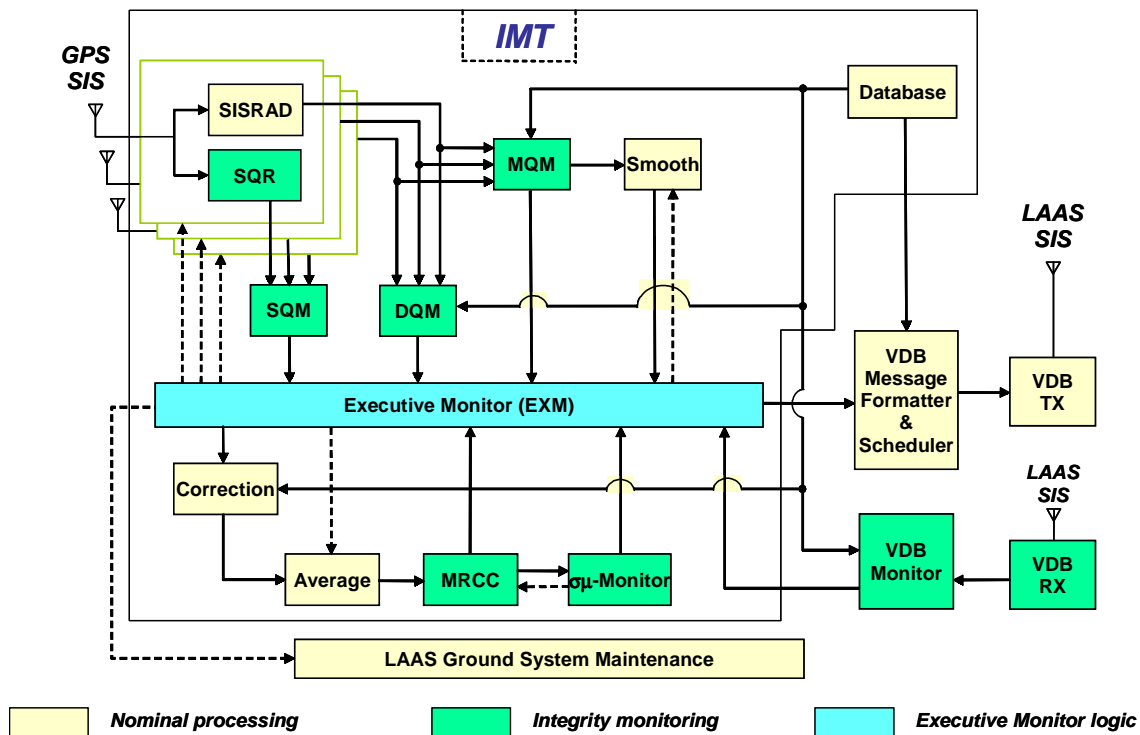 IMT
GPS
SIS
SISRAD
SQR
MQM
Smooth
Database
LAAS
SIS
SQM
DQM
VDB
Message
Formatter
&
Scheduler
VDB
TX
Executive Monitor (EXM)
Correction
LAAS
SIS
Average
MRCC
σμ-Monitor
VDB
Monitor
VDB
RX
LAAS Ground System Maintenance
Nominal processing
Integrity monitoring
Executive Monitor logic